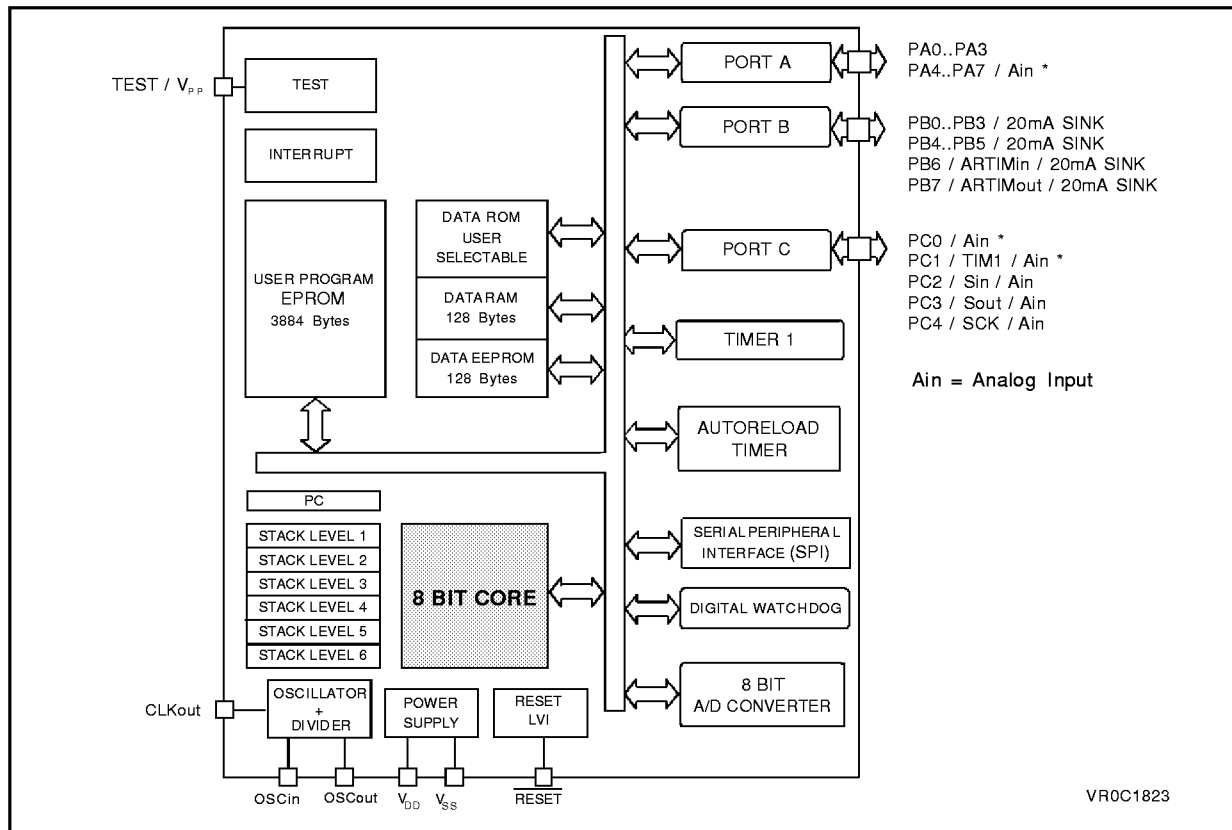 TEST / VPP
TEST
INTERRUPT
USER PROGRAM
EPROM
3884 Bytes
DATA ROM
USER
SELECTABLE
DATA RAM
128 Bytes
DATA EEPROM
128 Bytes
PORT A
PA0..PA3
PA4..PA7 / Ain *
PORT B
PB0..PB3 / 20mA SINK
PB4..PB5 / 20mA SINK
PB6 / ARTIMin / 20mA SINK
PB7 / ARTIMout / 20mA SINK
PORT C
PC0 / Ain *
PC1 / TIM1 / Ain *
PC2 / Sin / Ain
PC3 / Sout / Ain
PC4 / SCK / Ain
TIMER 1
Ain = Analog Input
AUTORELOAD
TIMER
PC
STACK LEVEL 1
STACK LEVEL 2
STACK LEVEL 3
STACK LEVEL 4
STACK LEVEL 5
STACK LEVEL 6
8 BIT CORE
SERIAL PERIPHERAL
INTERFACE (SPI)
DIGITAL WATCHDOG
8 BIT
A/D CONVERTER
CLKout
OSCILLATOR
+
DIVIDER
POWER
SUPPLY
RESET
LVI
OSCin
OSCout
VDD
VSS
RESET
VR0C1823